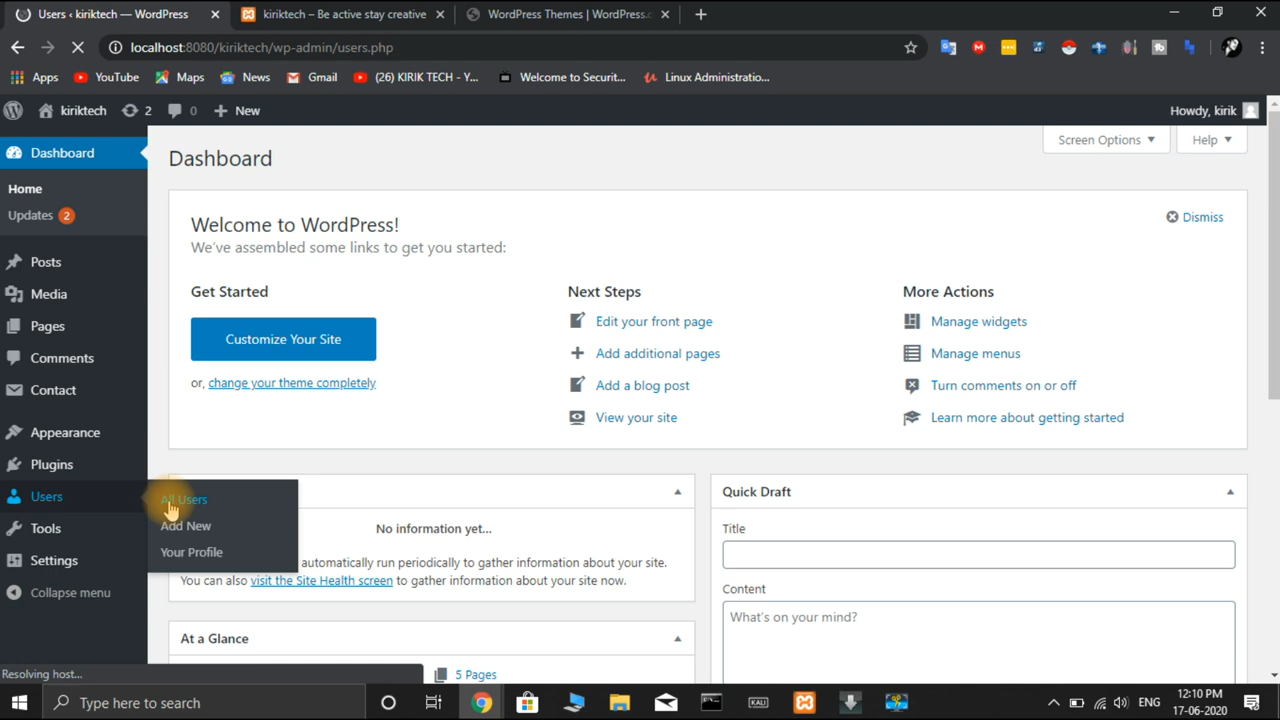 Users ‹ kiriktech — WordPress
kiriktech – Be active stay creative
WordPress Themes | WordPress.c
localhost:8080/kiriktech/wp-admin/users.php
Apps
YouTube
Maps
News
Gmail
(26) KIRIK TECH - Y...
Welcome to Securit...
Linux Administratio...
kiriktech
2
0
New
Howdy, kirik
Dashboard
Home
Updates 2
Posts
Media
Pages
Comments
Contact
Appearance
Plugins
Users
Tools
Settings
Collapse menu
All Users
Add New
Your Profile
Dashboard
Screen Options
Help
Welcome to WordPress!
We've assembled some links to get you started:
Dismiss
Get Started
Customize Your Site
or, change your theme completely
Next Steps
Edit your front page
Add additional pages
Add a blog post
View your site
More Actions
Manage widgets
Manage menus
Turn comments on or off
Learn more about getting started
No information yet...
automatically run periodically to gather information about your site.
You can also visit the Site Health screen to gather information about your site now.
At a Glance
5 Pages
Quick Draft
Title
Content
What's on your mind?
Resolving host...
Type here to search
KALI
ENG
12:10 PM
17-06-2020